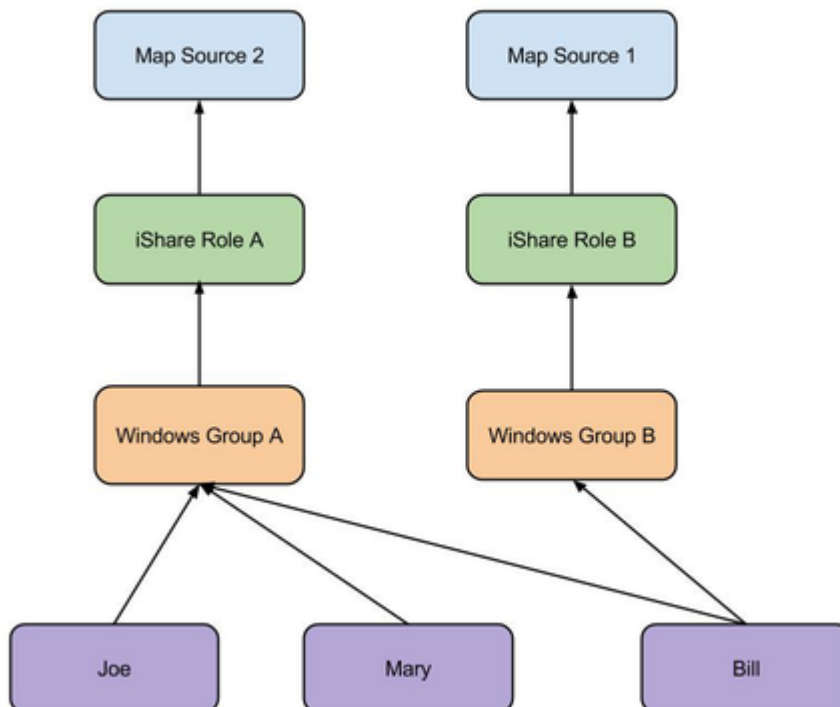 Map Source 2
Map Source 1
iShare Role A
iShare Role B
Windows Group A
Windows Group B
Joe
Mary
Bill